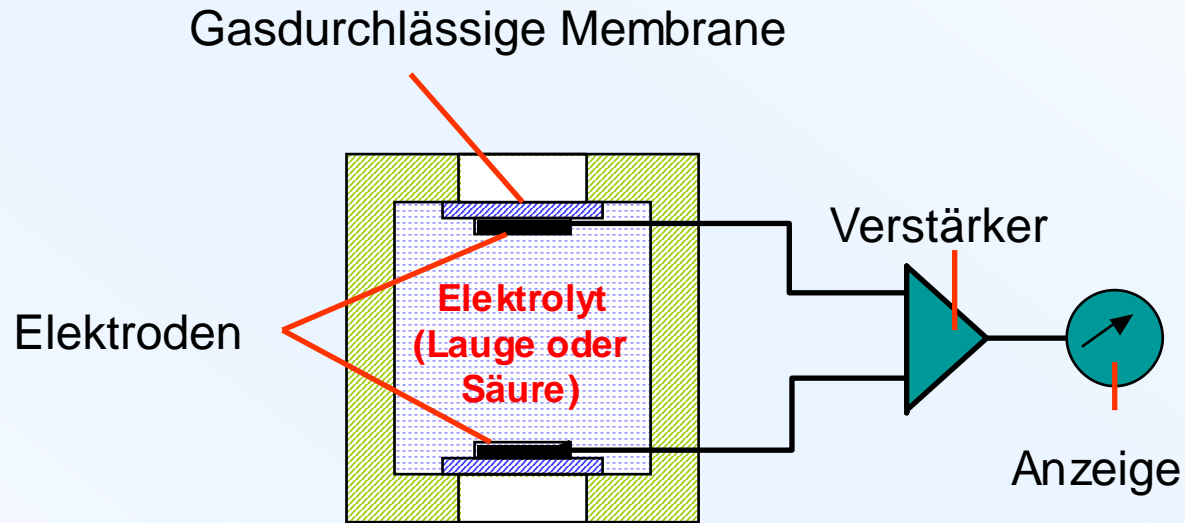 Gasdurchlässige Membrane
Verstärker
Elektroden
Elektrolyt
(Lauge oder
Säure)
Anzeige